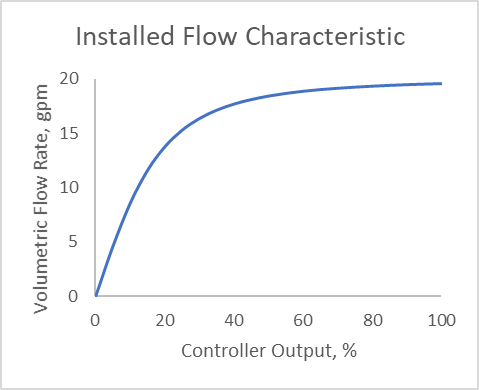 Installed Flow Characteristic
Volumetric Flow Rate, gpm
20
15
10
5
0
0 20 40 60 80 100
Controller Output, %